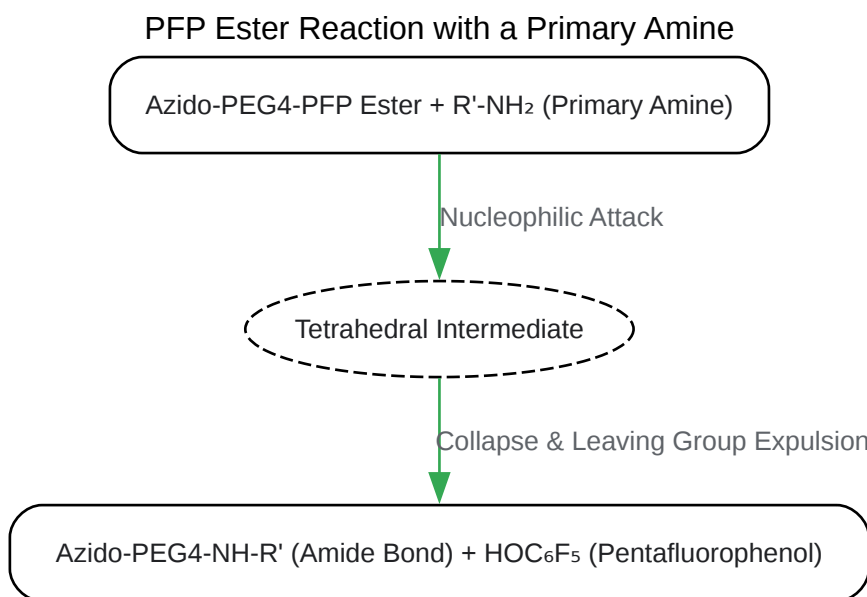 PFP Ester Reaction with a Primary Amine
Azido-PEG4-PFP Ester + R'-NH₂ (Primary Amine)
Nucleophilic Attack
Tetrahedral Intermediate
Collapse & Leaving Group Expulsion
Azido-PEG4-NH-R' (Amide Bond) + HOC₆F₅ (Pentafluorophenol)